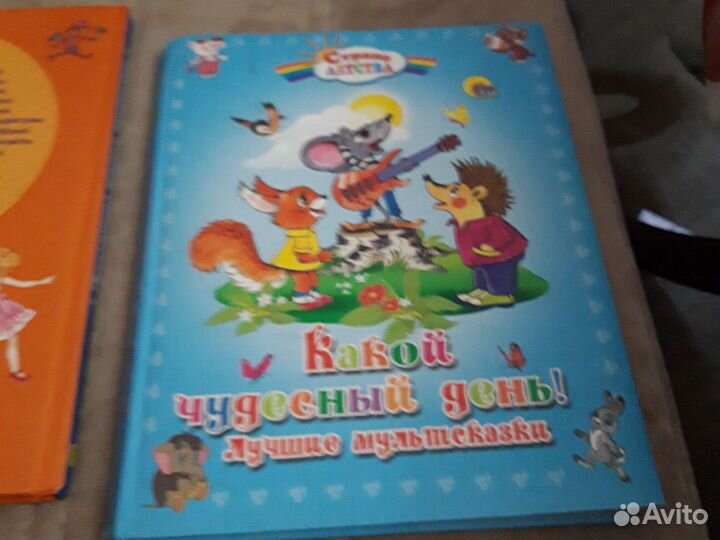 Страна
детства
Какой
чудесный день!
Лучшие мультсказки
Avito